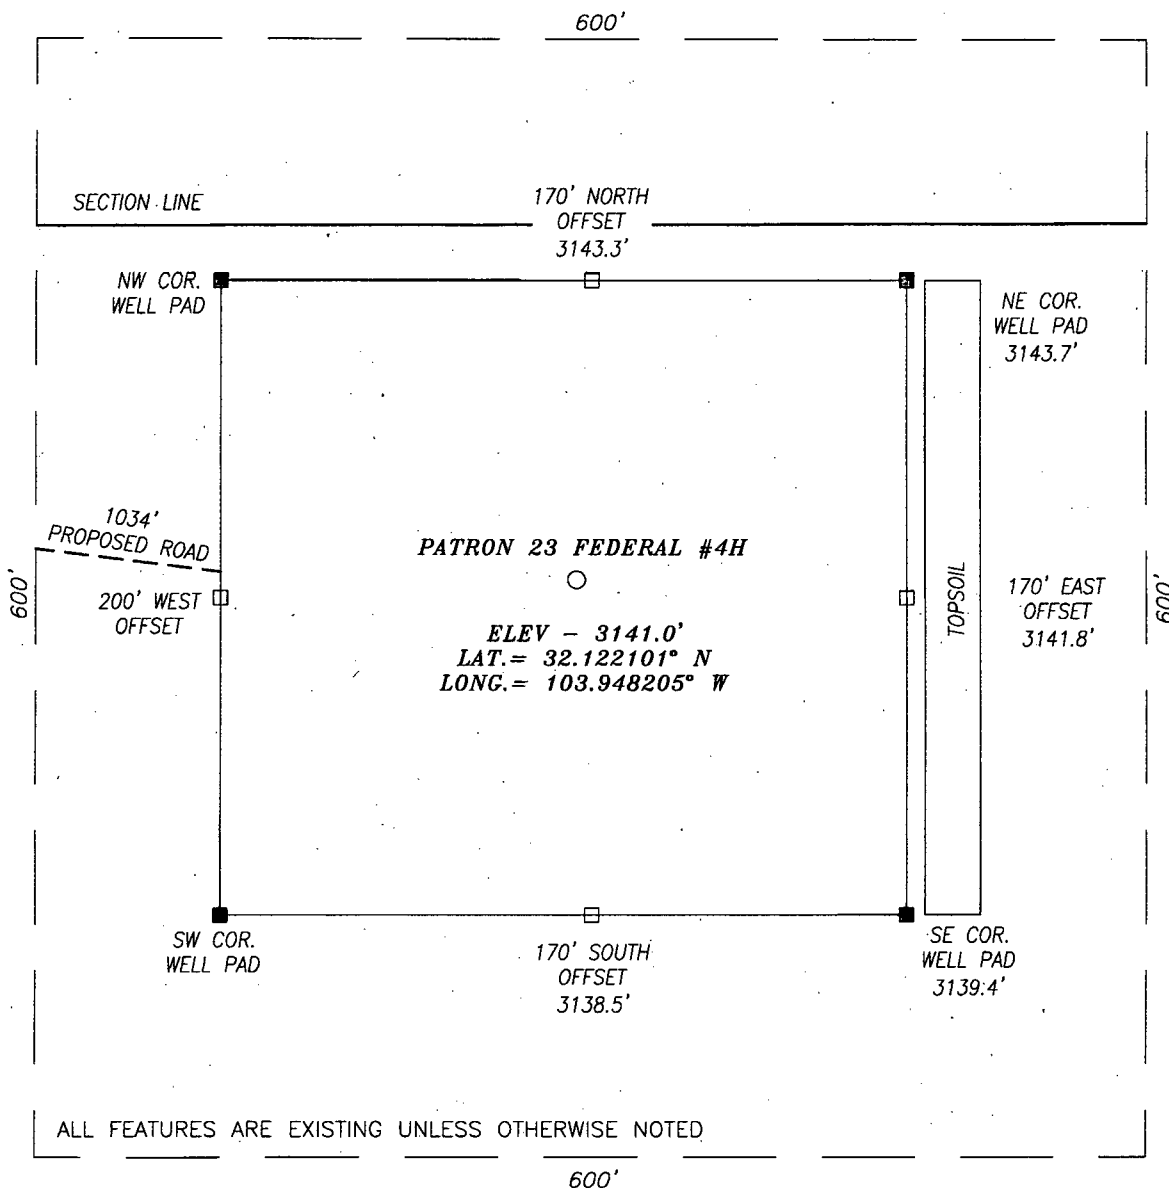 600'
SECTION LINE
170' NORTH
OFFSET
3143.3'
NW COR.
WELL PAD
NE COR.
WELL PAD
3143.7'
1034'
PROPOSED ROAD
600'
200' WEST
OFFSET
PATRON 23 FEDERAL #4H
ELEV - 3141.0'
LAT.= 32.122101° N
LONG.= 103.948205° W
TOPSOIL
170' EAST
OFFSET
3141.8'
600'
SW COR.
WELL PAD
170' SOUTH
OFFSET
3138.5'
SE COR.
WELL PAD
3139.4'
ALL FEATURES ARE EXISTING UNLESS OTHERWISE NOTED
600'